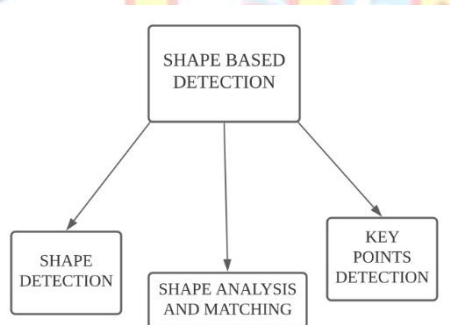 SHAPE BASED
DETECTION
SHAPE
DETECTION
SHAPE ANALYSIS
AND MATCHING
KEY
POINTS
DETECTION